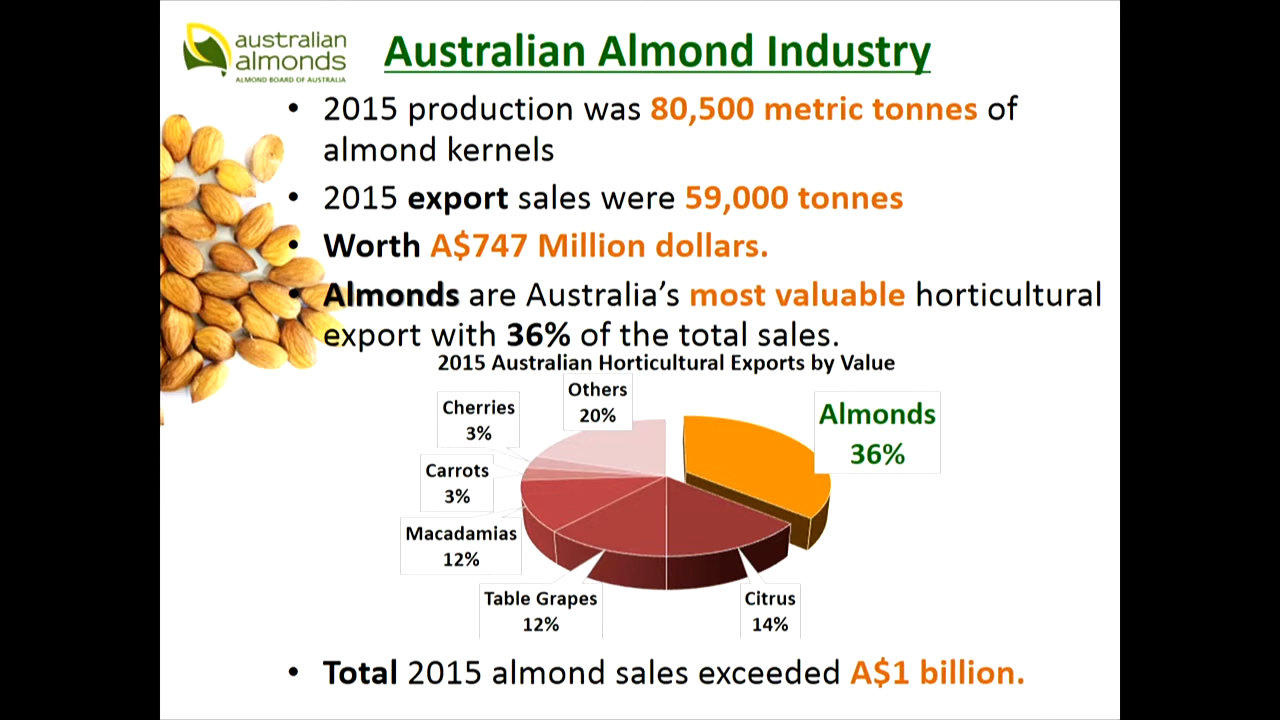 australian
almonds
ALMOND BOARD OF AUSTRALIA
Australian Almond Industry
• 2015 production was 80,500 metric tonnes of
almond kernels
• 2015 export sales were 59,000 tonnes
• Worth A$747 Million dollars.
• Almonds are Australia’s most valuable horticultural
export with 36% of the total sales.
2015 Australian Horticultural Exports by Value
Others
20%
Cherries
3%
Almonds
36%
Carrots
3%
Macadamias
12%
Table Grapes
12%
Citrus
14%
• Total 2015 almond sales exceeded A$1 billion.